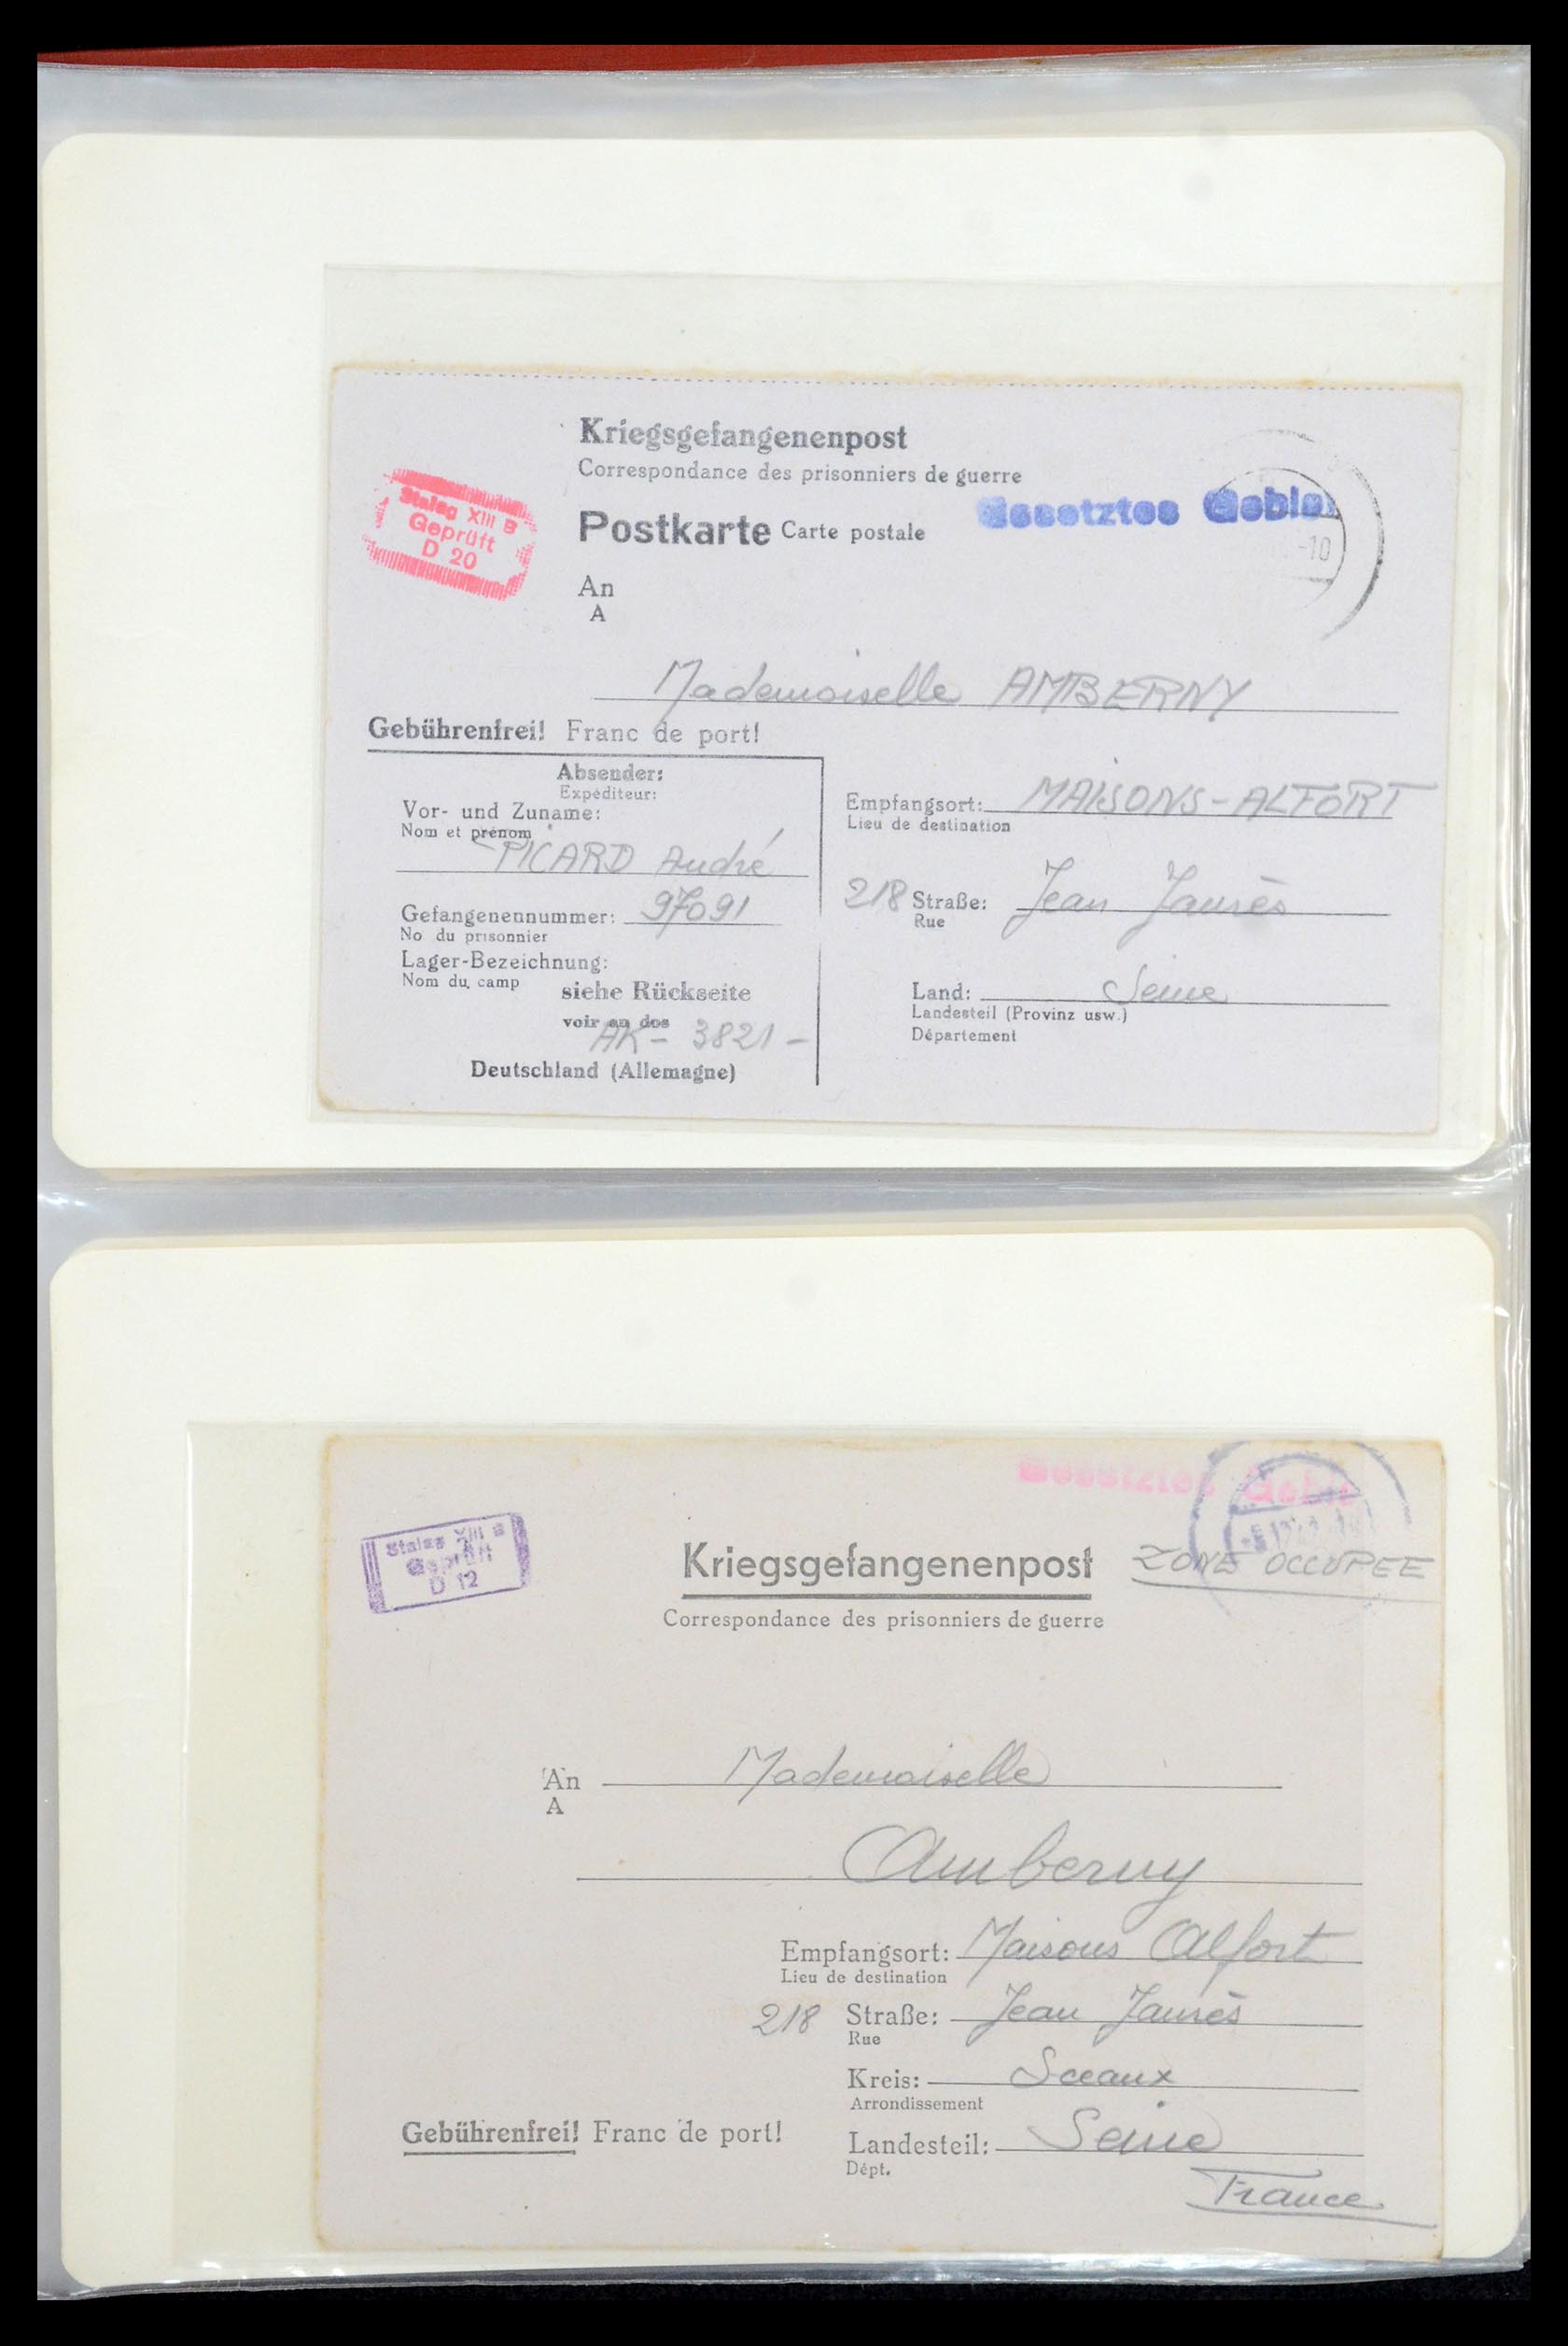 Kriegsgefangenenpost
Correspondance des prisonniers de guerre
Stalag XIII B
Geprüft
D 20
Postkarte Carte postale
Besetztes
-10
An
A
Mademoiselle AMBERNY
Gebührenfrei! Franc de port!
Absender:
Expéditeur:
Vor- und Zuname:
Nom et prénom
PICARD André
Gefangenennummer: 97091
No du prisonnier
Lager-Bezeichnung:
Nom du camp
siehe Rückseite
voir au dos
AK - 3821 -
Deutschland (Allemagne)
Empfangsort: MAISONS-ALFORT
Lieu de destination
218 Straße: Jean Jaurès
Rue
Land: Seine
Landesteil (Provinz usw.)
Département
Besetztes Gebit
Stalag XIII B
Geprüft
D 12
Kriegsgefangenenpost
ZONE OCCUPEE
Correspondance des prisonniers de guerre
An Mademoiselle
A
Amberny
Empfangsort: Maisons Alfort
Lieu de destination
218 Straße: Jean Jaurès
Rue
Kreis: Sceaux
Arrondissement
Gebührenfrei! Franc de port!
Landesteil: Seine
Dépt.
France